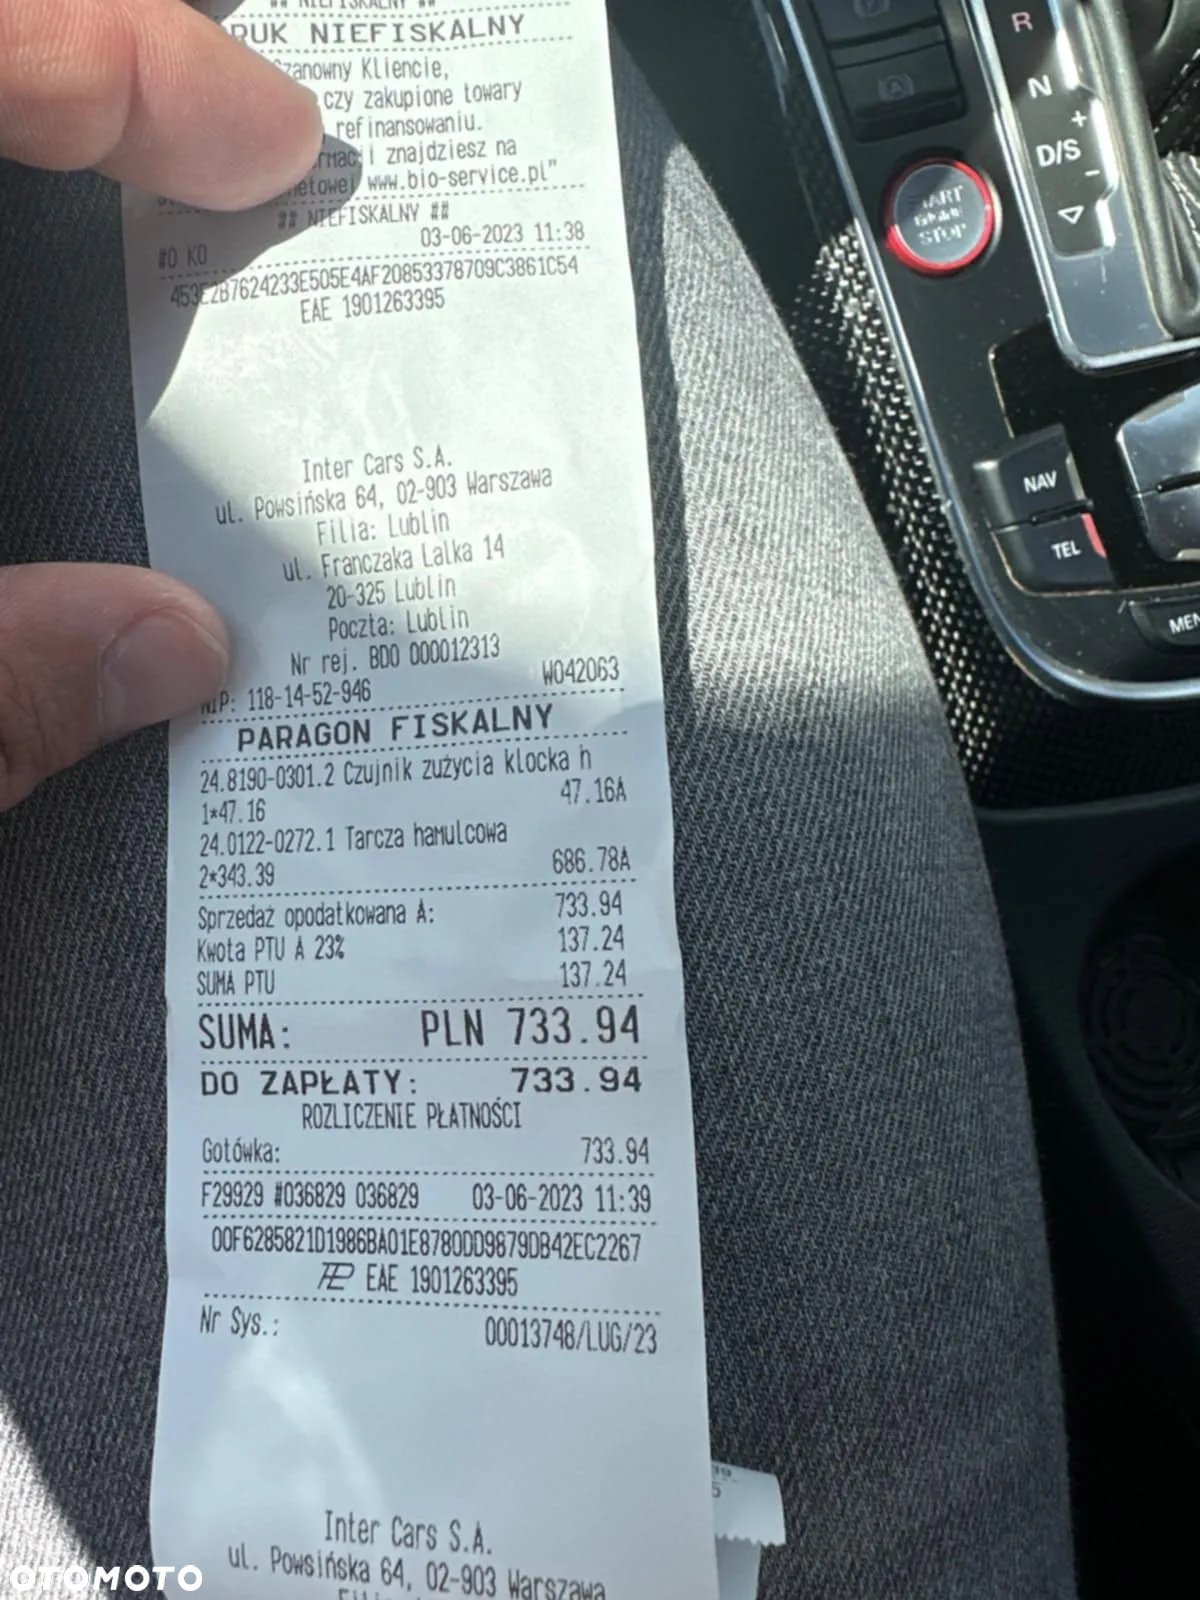 ## NIEFISKALNY ##
RUK NIEFISKALNY
Szanowny Kliencie,
czy zakupione towary
refinansowaniu.
znajdziesz na
www.bio-service.pl"
## NIEFISKALNY ##
#0 K0 03-06-2023 11:38
453E2B7624233E505E4AF20853378709C3861C54
EAE 1901263395
Inter Cars S.A.
ul. Powsińska 64, 02-903 Warszawa
Filia: Lublin
ul. Franczaka Lalka 14
20-325 Lublin
Poczta: Lublin
Nr rej. BDO 000012313
NIP: 118-14-52-946 W042063
PARAGON FISKALNY
24.8190-0301.2 Czujnik zużycia klocka h
1*47.16 47.16A
24.0122-0272.1 Tarcza hamulcowa
2*343.39 686.78A
Sprzedaż opodatkowana A: 733.94
Kwota PTU A 23% 137.24
SUMA PTU 137.24
SUMA: PLN 733.94
DO ZAPŁATY: 733.94
ROZLICZENIE PŁATNOŚCI
Gotówka: 733.94
F29929 #036829 036829 03-06-2023 11:39
00F6285821D1986BA01E8780DD9879DB42EC2267
EAE 1901263395
Nr Sys.: 00013748/LUG/23
Inter Cars S.A.
ul. Powsińska 64, 02-903 Warszawa
R
N
+
D/S
-
START
STOP
NAV
TEL
MEN
OTOMOTO